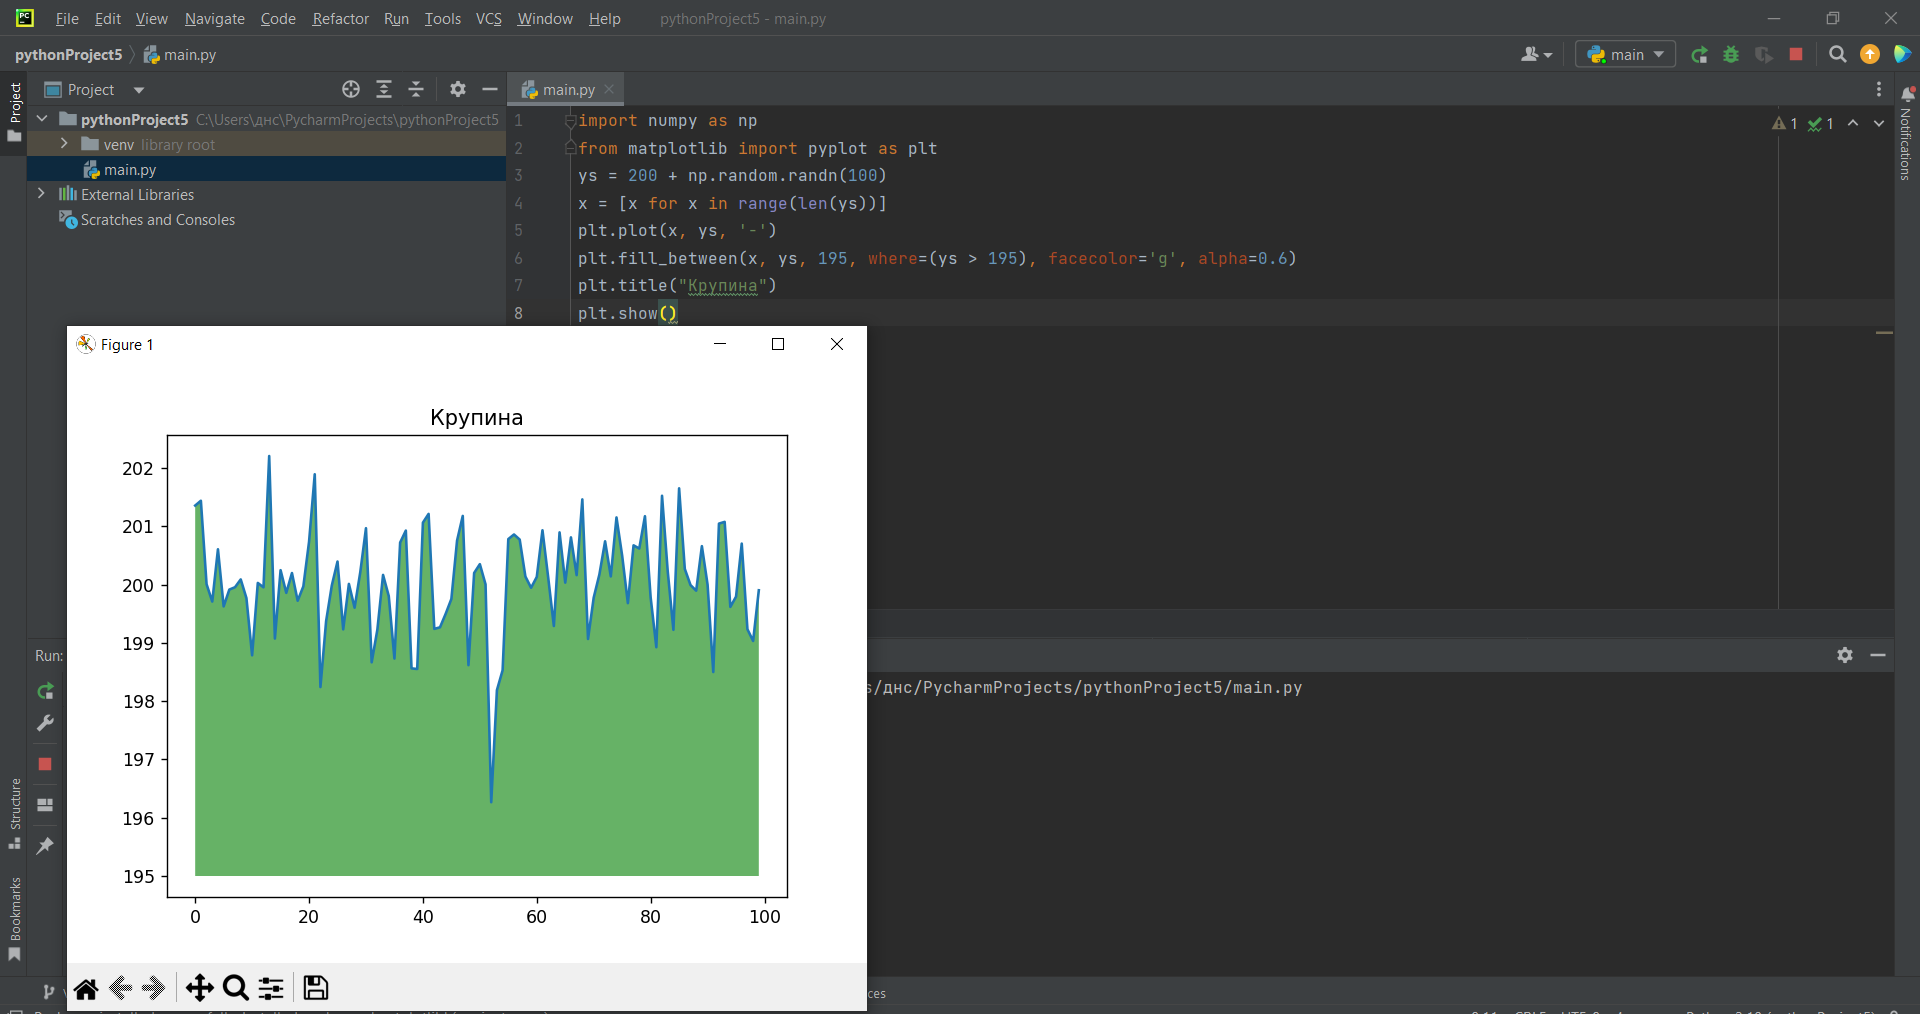 File Edit View Navigate Code Refactor Run Tools VCS Window Help pythonProject5 - main.py
pythonProject5 main.py
main
Project
Project
main.py
pythonProject5 C:\Users\днс\PycharmProjects\pythonProject5
venv library root
main.py
External Libraries
Scratches and Consoles
1 import numpy as np
2 from matplotlib import pyplot as plt
3 ys = 200 + np.random.randn(100)
4 x = [x for x in range(len(ys))]
5 plt.plot(x, ys, '-')
6 plt.fill_between(x, ys, 195, where=(ys > 195), facecolor='g', alpha=0.6)
7 plt.title("Крупина")
8 plt.show()
1 1
Notifications
Figure 1
Крупина
202
201
200
199
198
197
196
195
0 20 40 60 80 100
Run:
s/днс/PycharmProjects/pythonProject5/main.py
Structure
Bookmarks
ces